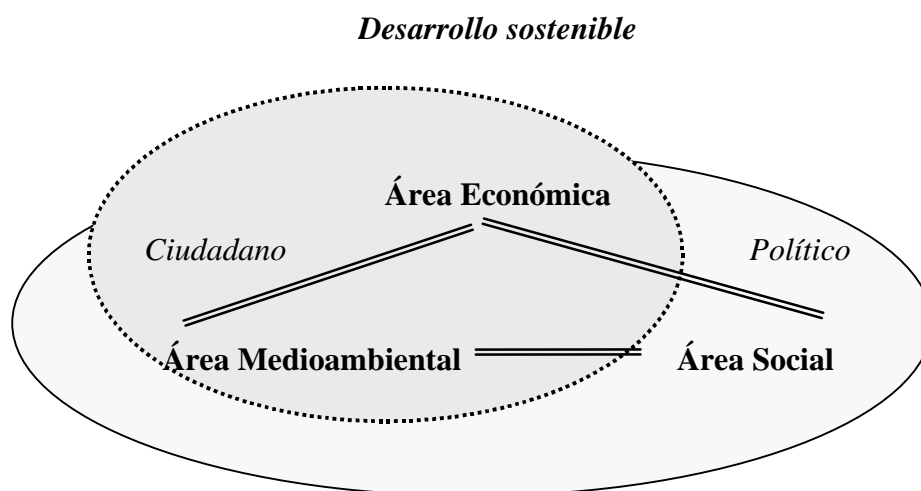 Desarrollo sostenible
Área Económica
Ciudadano
Político
Área Medioambiental
Área Social